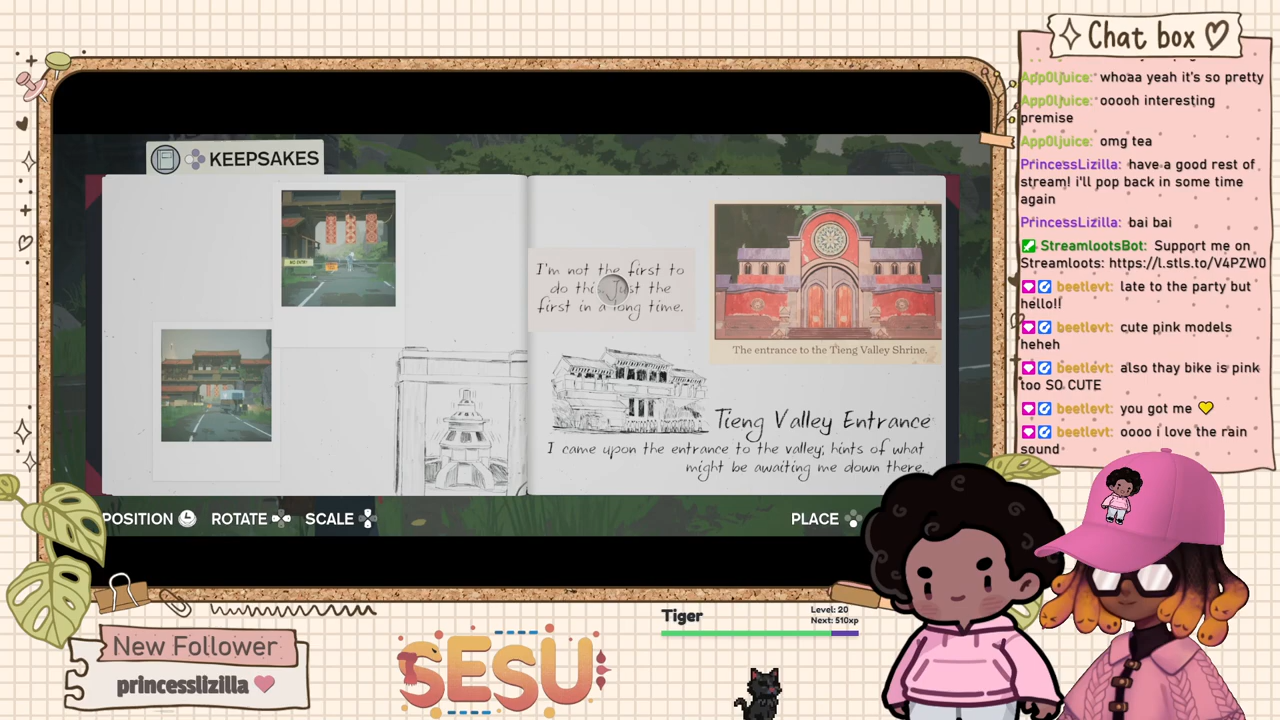 Chat box
App0ljuice: whoaa yeah it's so pretty
App0ljuice: ooooh interesting
premise
App0ljuice: omg tea
PrincessLizilla: have a good rest of
stream! i'll pop back in some time
again
PrincessLizilla: bai bai
StreamlootsBot: Support me on
Streamloots: https://l.stls.to/V4PZW0
beetlevt: late to the party but
hello!!
beetlevt: cute pink models
heheh
beetlevt: also thay bike is pink
too SO CUTE
beetlevt: you got me
beetlevt: oooo i love the rain
sound
KEEPSAKES
I'm not the first to
do this. Just the
first in a long time.
The entrance to the Tieng Valley Shrine.
Tieng Valley Entrance
I came upon the entrance to the valley; hints of what
might be awaiting me down there.
POSITION ROTATE SCALE PLACE
New Follower
princesslizilla
SESU
Tiger
Level: 20
Next: 510xp